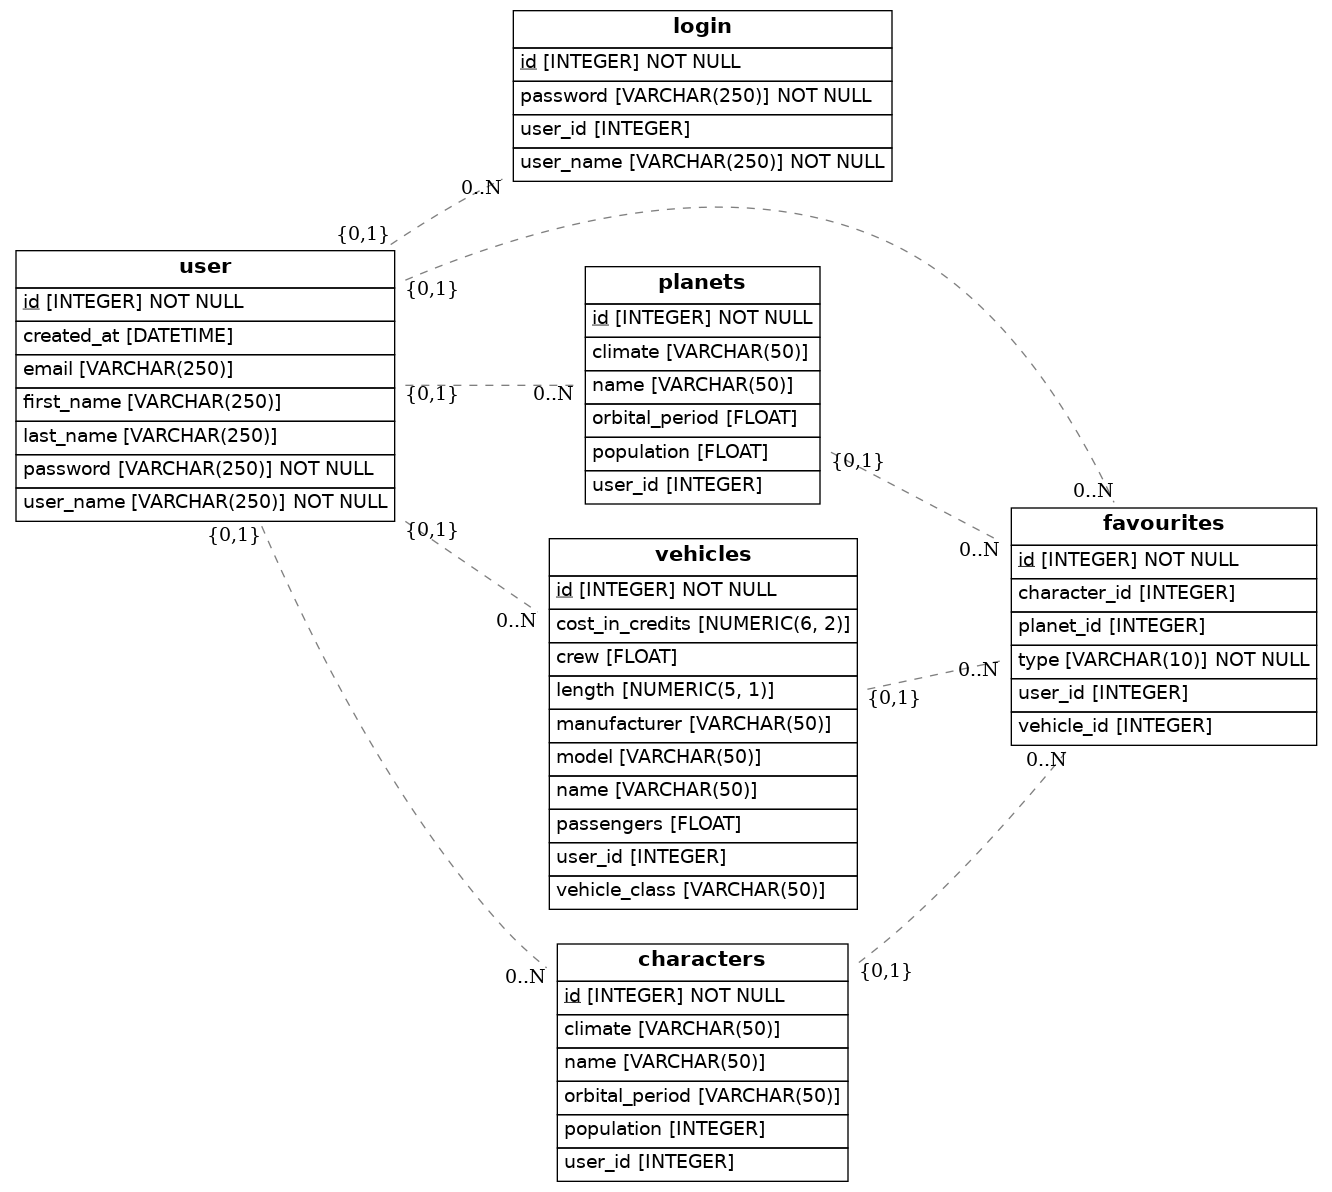 login
id [INTEGER] NOT NULL
password [VARCHAR(250)] NOT NULL
user_id [INTEGER]
user_name [VARCHAR(250)] NOT NULL
0..N
{0,1}
user
id [INTEGER] NOT NULL
created_at [DATETIME]
email [VARCHAR(250)]
first_name [VARCHAR(250)]
last_name [VARCHAR(250)]
password [VARCHAR(250)] NOT NULL
user_name [VARCHAR(250)] NOT NULL
{0,1}
{0,1}
0..N
{0,1}
0..N
{0,1}
0..N
planets
id [INTEGER] NOT NULL
climate [VARCHAR(50)]
name [VARCHAR(50)]
orbital_period [FLOAT]
population [FLOAT]
user_id [INTEGER]
{0,1}
0..N
0..N
vehicles
id [INTEGER] NOT NULL
cost_in_credits [NUMERIC(6, 2)]
crew [FLOAT]
length [NUMERIC(5, 1)]
manufacturer [VARCHAR(50)]
model [VARCHAR(50)]
name [VARCHAR(50)]
passengers [FLOAT]
user_id [INTEGER]
vehicle_class [VARCHAR(50)]
{0,1}
0..N
favourites
id [INTEGER] NOT NULL
character_id [INTEGER]
planet_id [INTEGER]
type [VARCHAR(10)] NOT NULL
user_id [INTEGER]
vehicle_id [INTEGER]
0..N
{0,1}
characters
id [INTEGER] NOT NULL
climate [VARCHAR(50)]
name [VARCHAR(50)]
orbital_period [VARCHAR(50)]
population [INTEGER]
user_id [INTEGER]